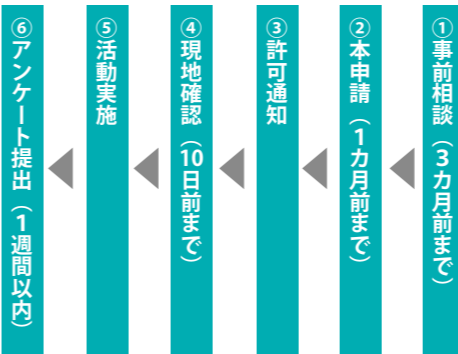 ①事前相談（3カ月前まで）
②本申請（1カ月前まで）
③許可通知
④現地確認（10日前まで）
⑤活動実施
⑥アンケート提出（1週間以内）